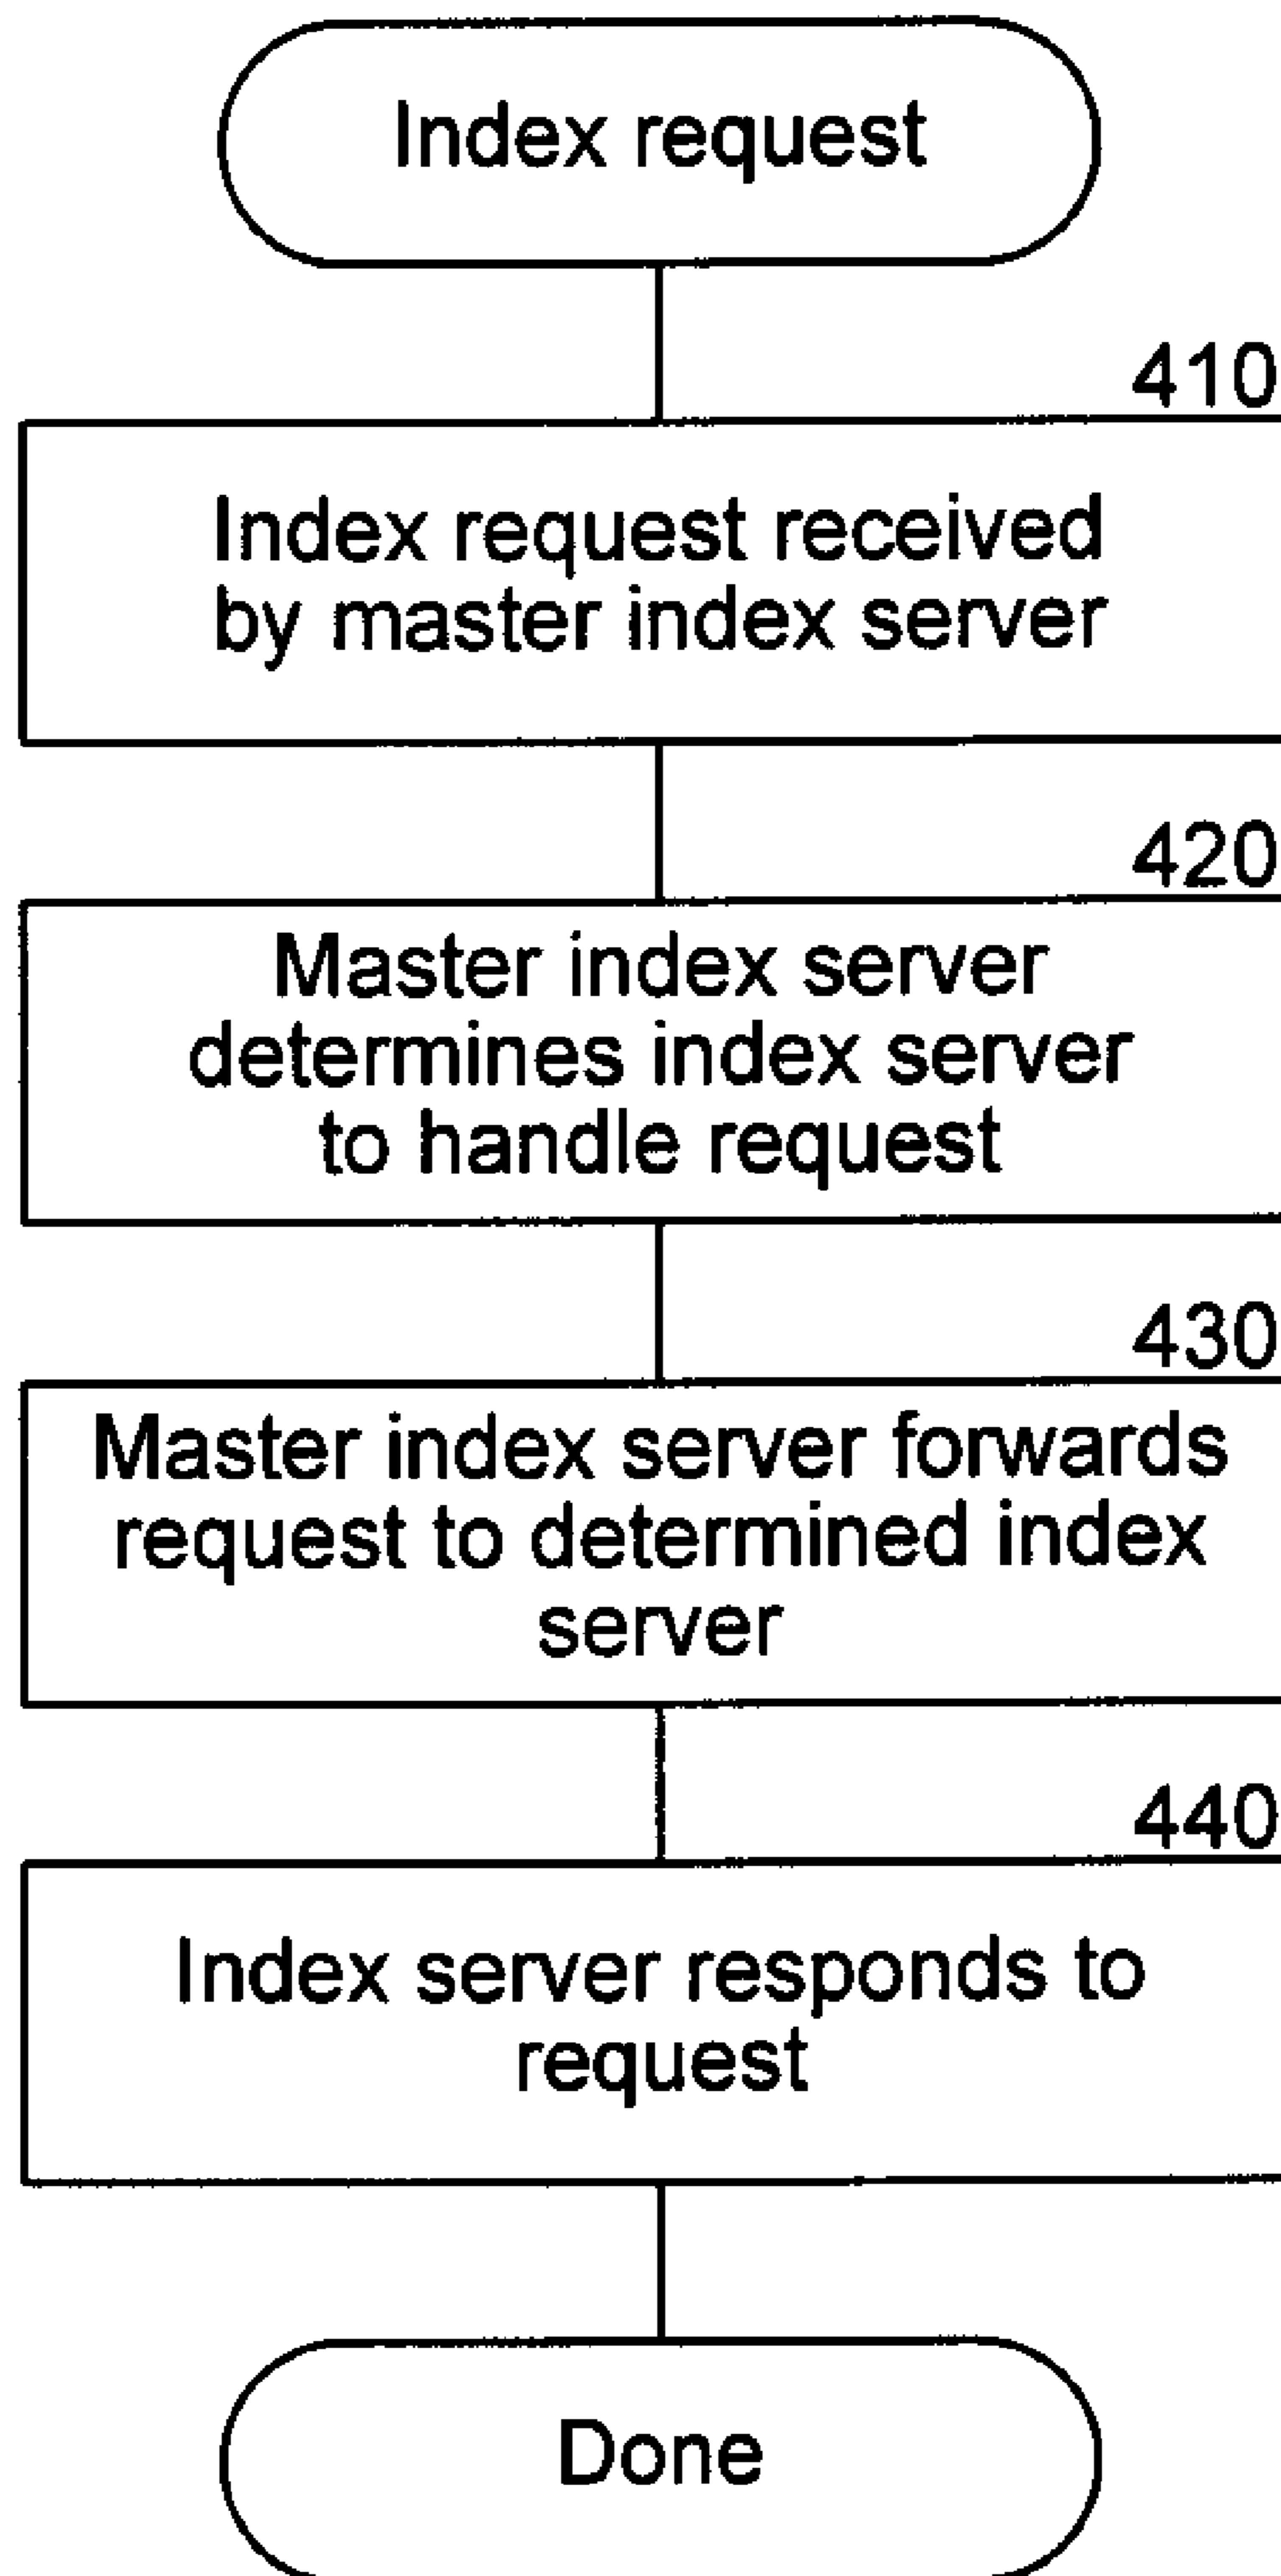 Index request
410
Index request received
by master index server
420
Master index server
determines index server
to handle request
430
Master index server forwards
request to determined index
server
440
Index server responds to
request
Done